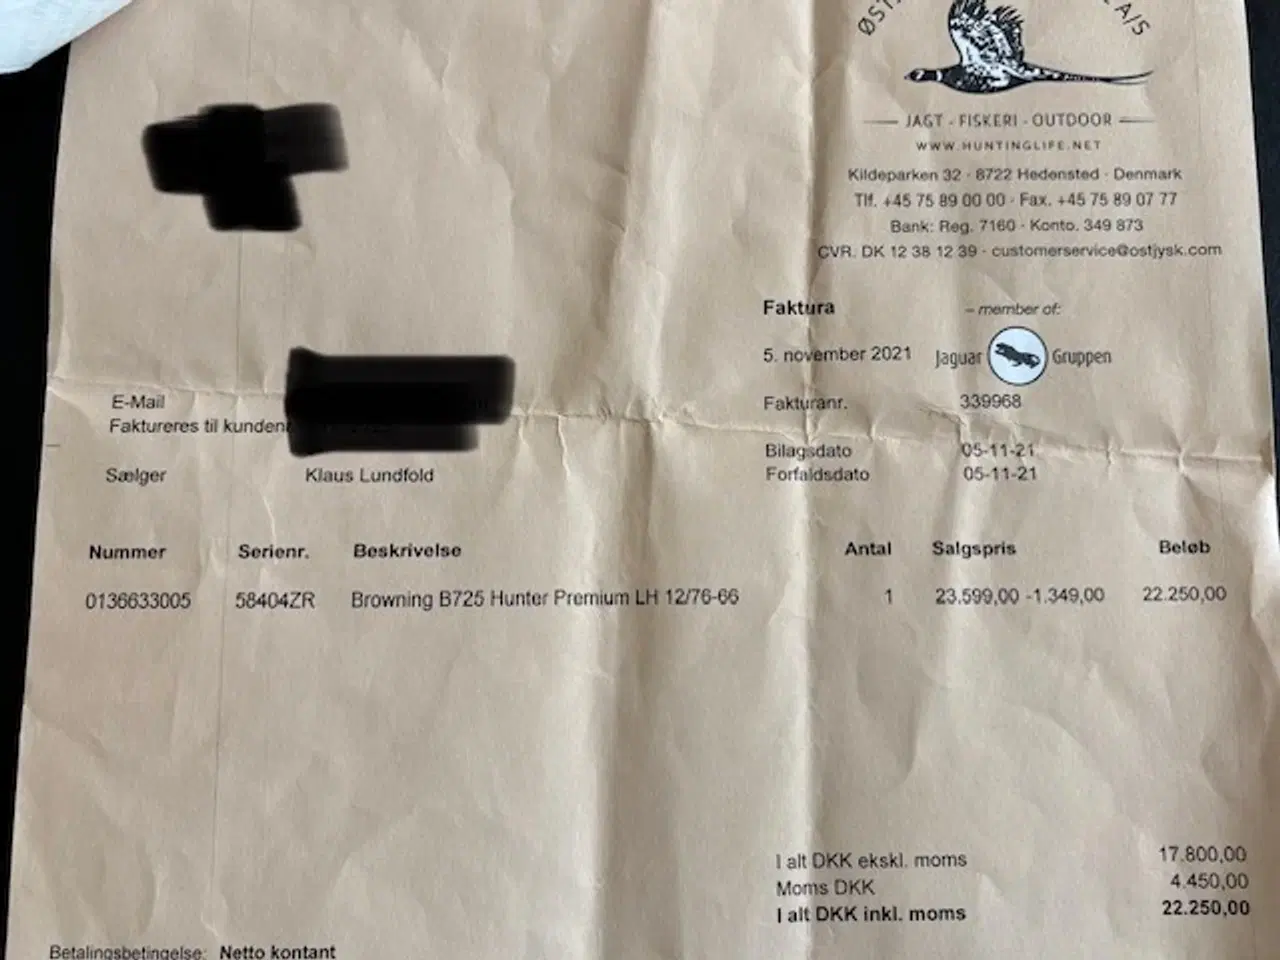 A/S
JAGT - FISKERI - OUTDOOR
WWW.HUNTINGLIFE.NET
Kildeparken 32 · 8722 Hedensted · Denmark
Tlf. +45 75 89 00 00 · Fax. +45 75 89 07 77
Bank: Reg. 7160 · Konto. 349 873
CVR. DK 12 38 12 39 · customerservice@ostjysk.com
Faktura – member of:
5. november 2021 Jaguar Gruppen
E-Mail
Fakturanr. 339968
Faktureres til
Bilagsdato 05-11-21
Sælger Klaus Lundfold
Forfaldsdato 05-11-21
Nummer Serienr. Beskrivelse Antal Salgspris Beløb
0136633005 58404ZR Browning B725 Hunter Premium LH 12/76-66 1 23.599,00 -1.349,00 22.250,00
I alt DKK ekskl. moms 17.800,00
Moms DKK 4.450,00
I alt DKK inkl. moms 22.250,00
Betalingsbetingelse: Netto kontant